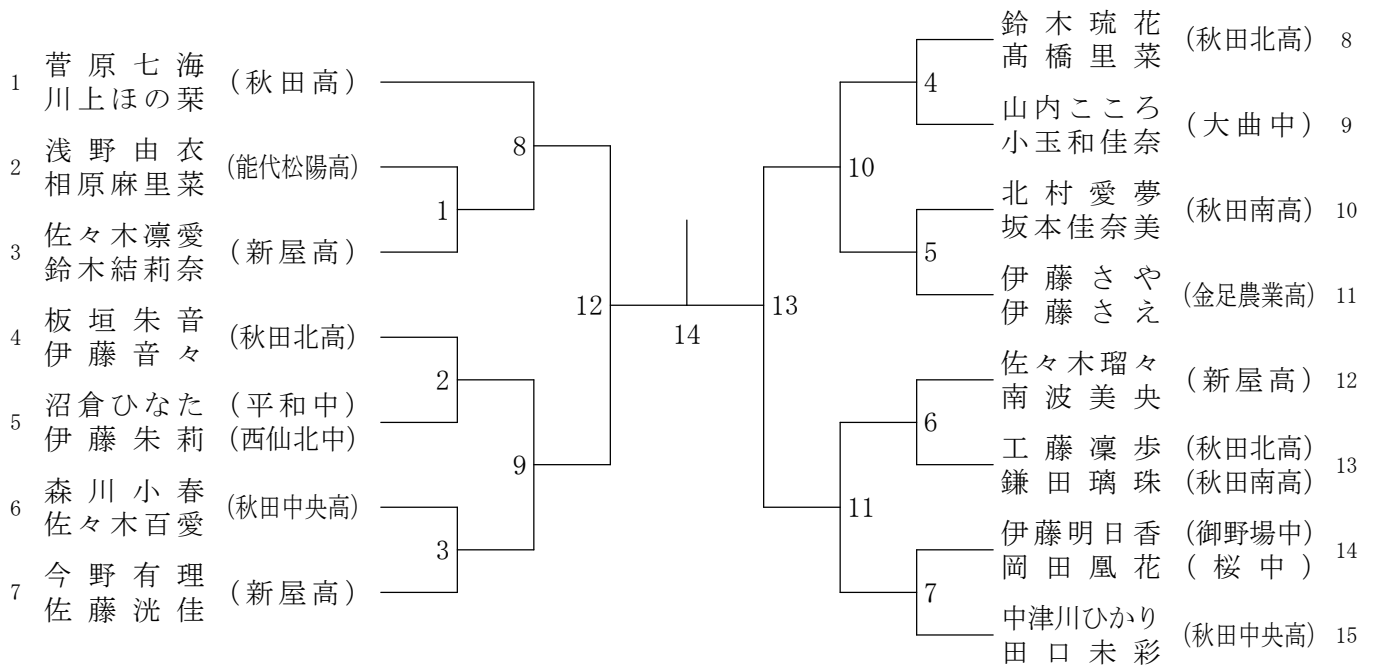 1 菅原七海 (秋田高)
川上ほの栞
2 浅野由衣 (能代松陽高)
相原麻里菜
3 佐々木凛愛 (新屋高)
鈴木結莉奈
4 板垣朱音 (秋田北高)
伊藤音々
5 沼倉ひなた (平和中)
伊藤朱莉 (西仙北中)
6 森川小春 (秋田中央高)
佐々木百愛
7 今野有理 (新屋高)
佐藤洸佳
8
1
12
2
9
3
14
13
10
4
5
11
6
7
鈴木琉花 (秋田北高) 8
髙橋里菜
山内こころ (大曲中) 9
小玉和佳奈
北村愛夢 (秋田南高) 10
坂本佳奈美
伊藤さや (金足農業高) 11
伊藤さえ
佐々木瑠々 (新屋高) 12
南波美央
工藤凜歩 (秋田北高) 13
鎌田璃珠 (秋田南高)
伊藤明日香 (御野場中) 14
岡田凰花 (桜中)
中津川ひかり (秋田中央高) 15
田口未彩